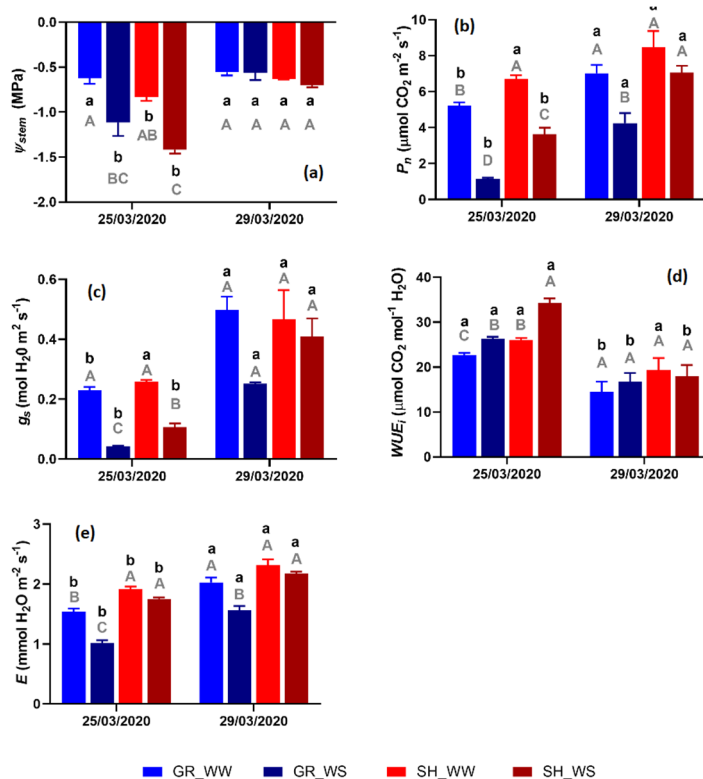 ψstem (MPa)
0.0
-0.5
-1.0
-1.5
-2.0
a
A
b
BC
b
AB
b
C
a a a a
A A A A
(a)
25/03/2020 29/03/2020
(b)
Pn (µmol CO2 m⁻² s⁻¹)
10
8
6
4
2
0
b
B
b
D
a
A
b
C
a
A
a
B
a
A
a
A
25/03/2020 29/03/2020
(c)
gs (mol H₂0 m² s⁻¹)
0.6
0.4
0.2
0.0
b
A
b
C
a
A
b
B
a
A
a
A
a
A
a
A
25/03/2020 29/03/2020
(d)
WUEi (µmol CO2 mol⁻¹ H2O)
40
30
20
10
0
a
C
a
B
a
B
a
A
b
A
b
A
a
A
b
A
25/03/2020 29/03/2020
(e)
E (mmol H₂O m⁻² s⁻¹)
3
2
1
0
b
B
b
C
b
A
b
A
a
A
a
B
a
A
a
A
25/03/2020 29/03/2020
GR_WW GR_WS SH_WW SH_WS